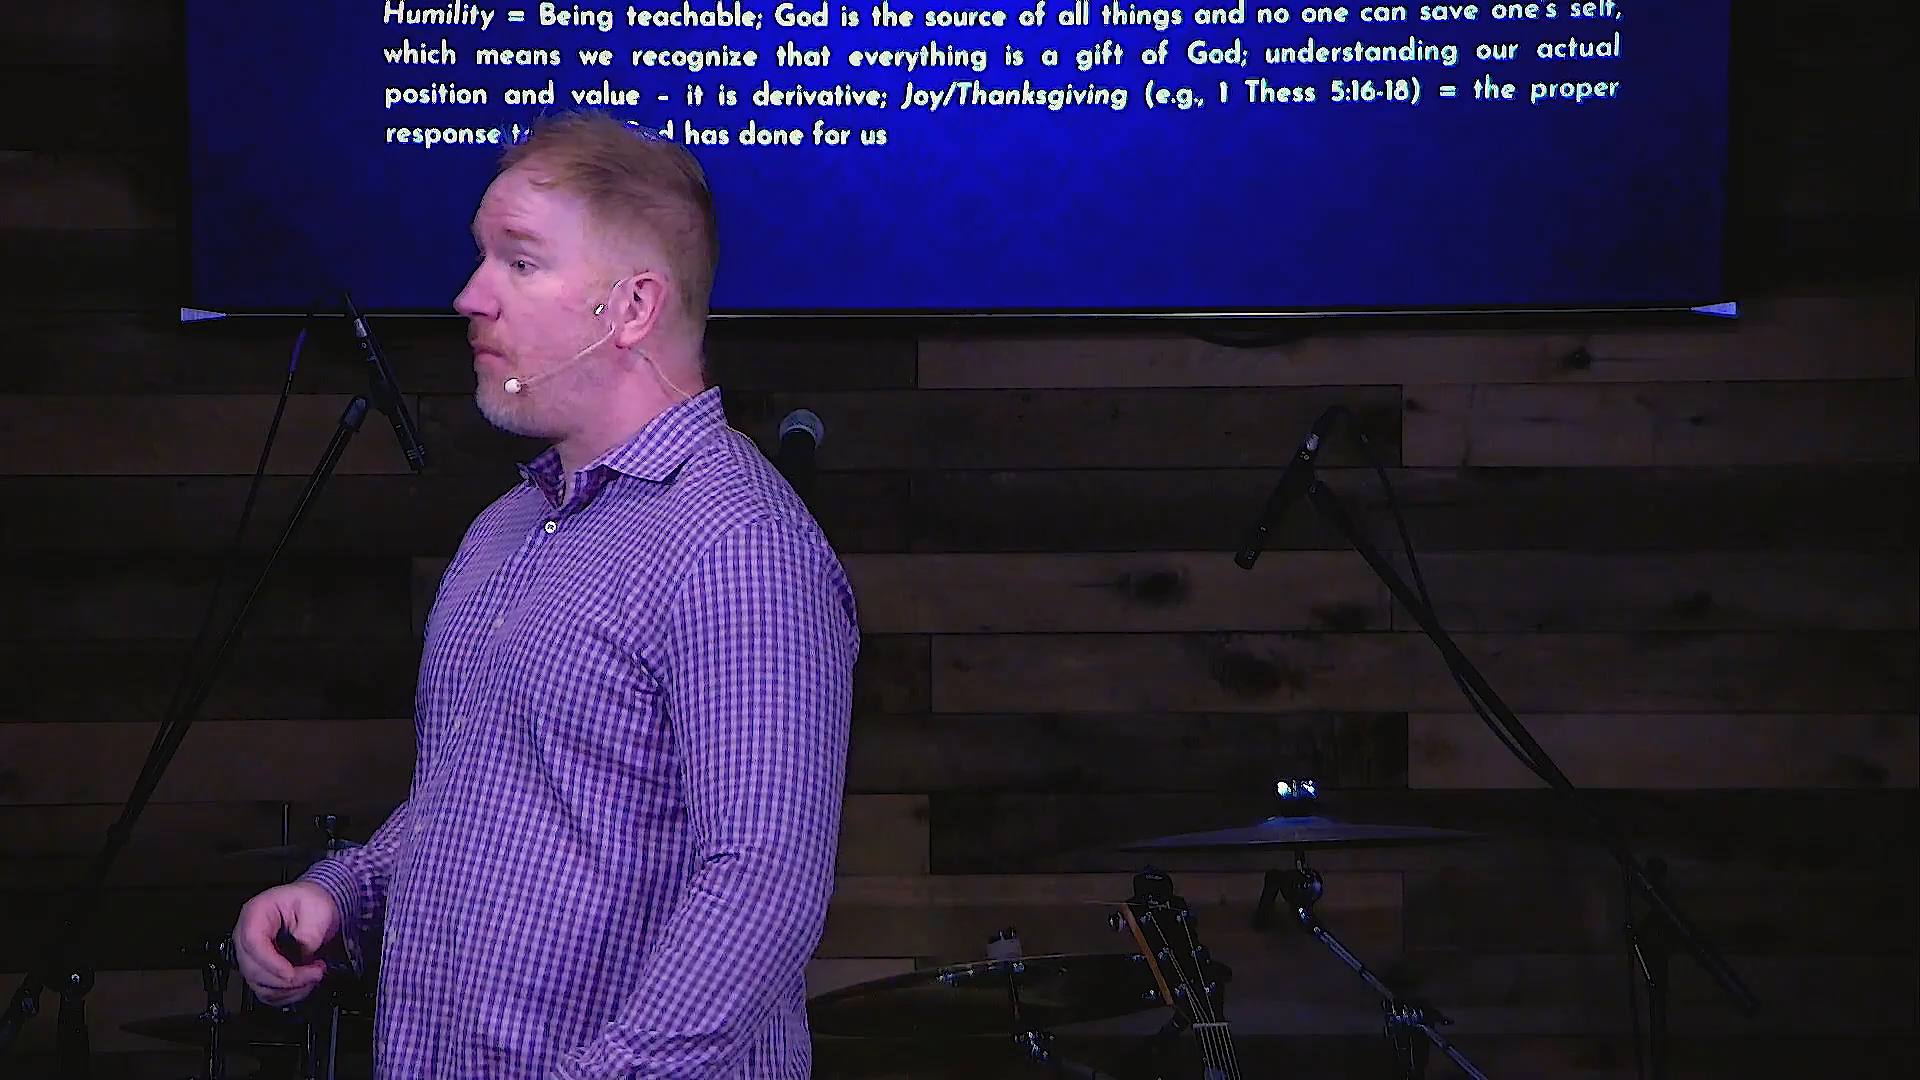 Humility = Being teachable; God is the source of all things and no one can save one's self,
which means we recognize that everything is a gift of God; understanding our actual
position and value - it is derivative; Joy/Thanksgiving (e.g., 1 Thess 5:16-18) = the proper
response has done for us